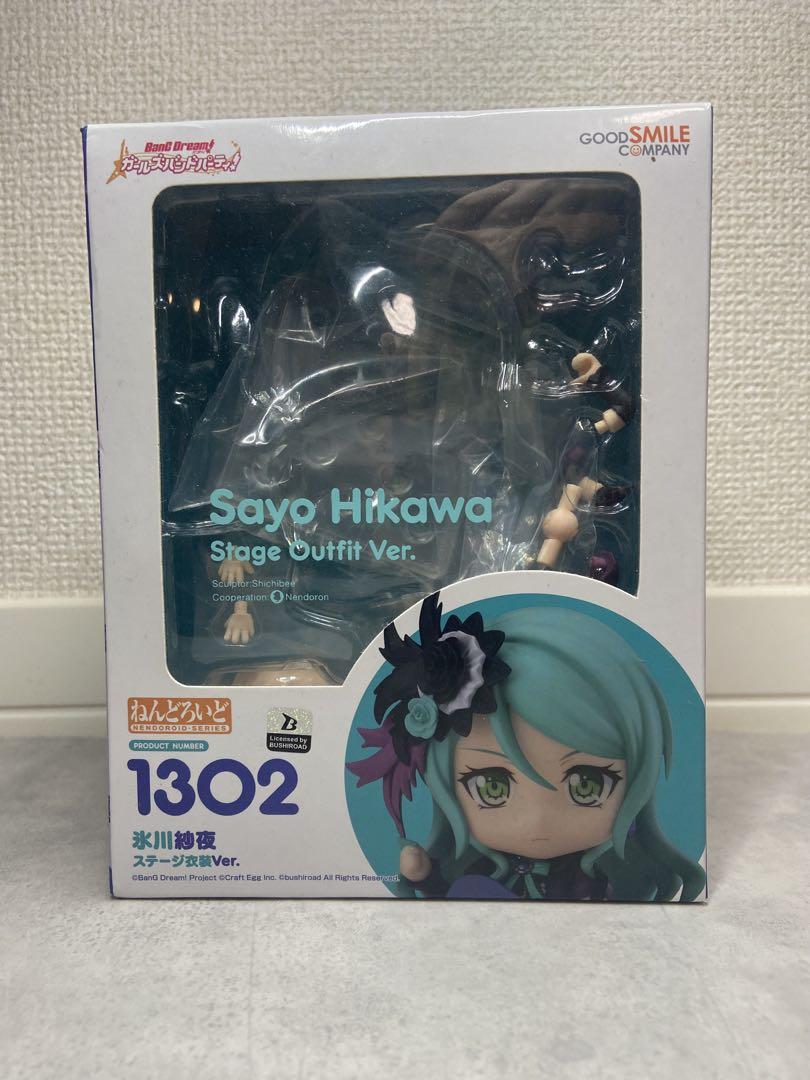 BanG Dream!
ガールズバンドパーティ!
GOOD SMILE
COMPANY
Sayo Hikawa
Stage Outfit Ver.
Sculptor:Shichibee
Cooperation: Nendoron
ねんどろいど
NENDOROID-SERIES
PRODUCT NUMBER
B
Licensed by
BUSHIROAD
1302
氷川紗夜
ステージ衣装Ver.
©BanG Dream! Project ©Craft Egg Inc. ©bushiroad All Rights Reserved.